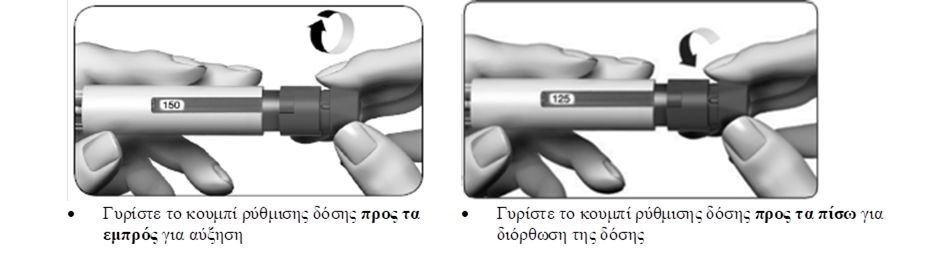 150
125
• Γυρίστε το κουμπί ρύθμισης δόσης προς τα
εμπρός για αύξηση
• Γυρίστε το κουμπί ρύθμισης δόσης προς τα πίσω για
διόρθωση της δόσης